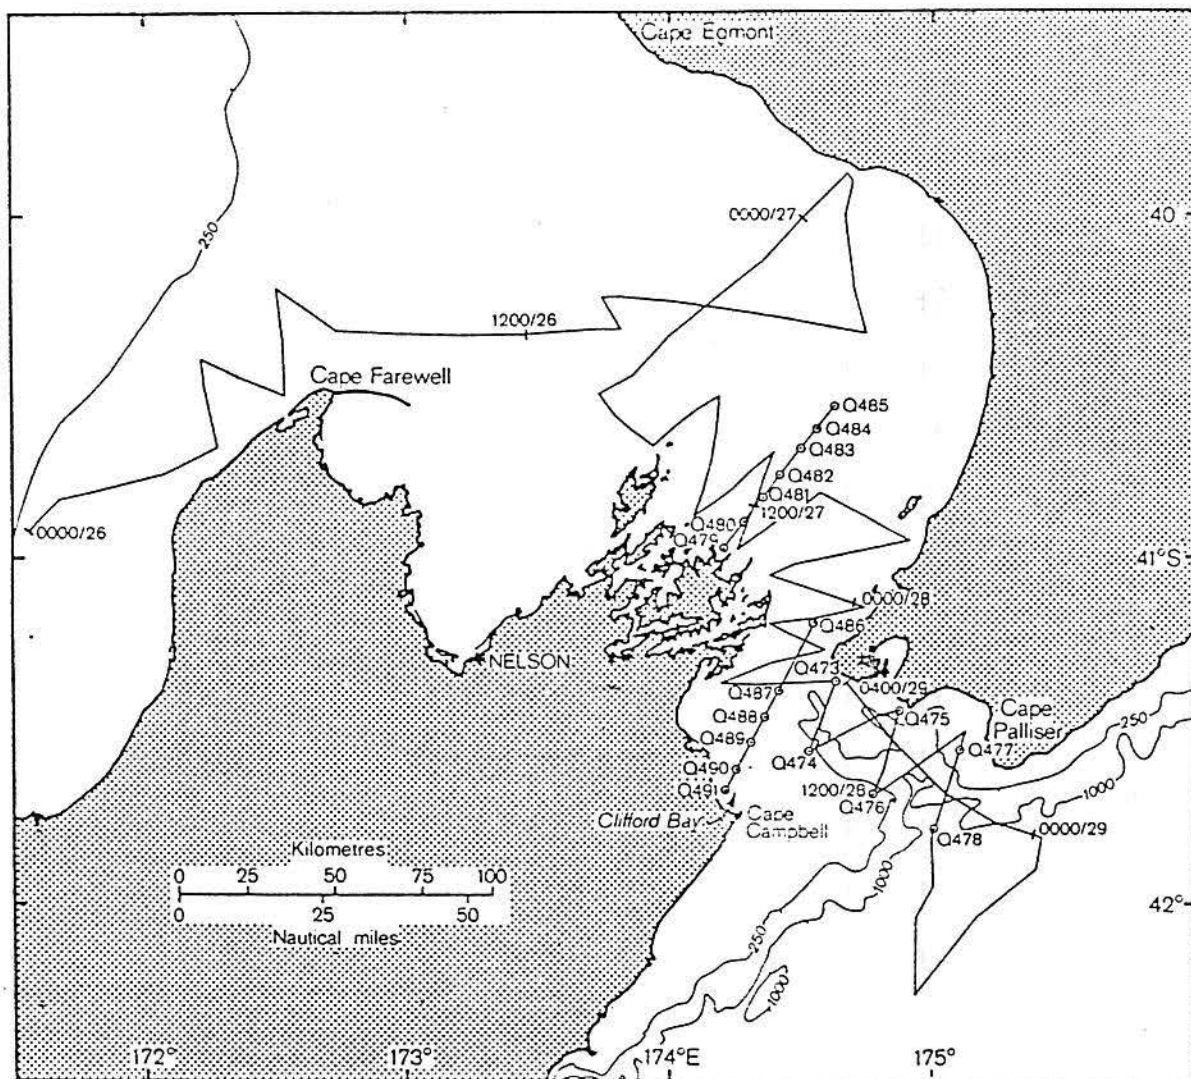 Cape Egmont
250
0000/27
40
1200/26
Cape Farewell
Q485
Q484
Q483
Q482
Q481
1200/27
Q480
Q479
0000/26
41°S
0000/28
Q486
NELSON
Q473
0400/29
Q487
Q475
Cape
Palliser
250
Q488
Q489
Q474
Q477
Q490
1200/28
1000
Q491
Q476
Clifford Bay
Cape
Campbell
Q478
0000/29
Kilometres
0 25 50 75 100
0 25 50
Nautical miles
1000
42°
250
1000
172°
173°
174°E
175°